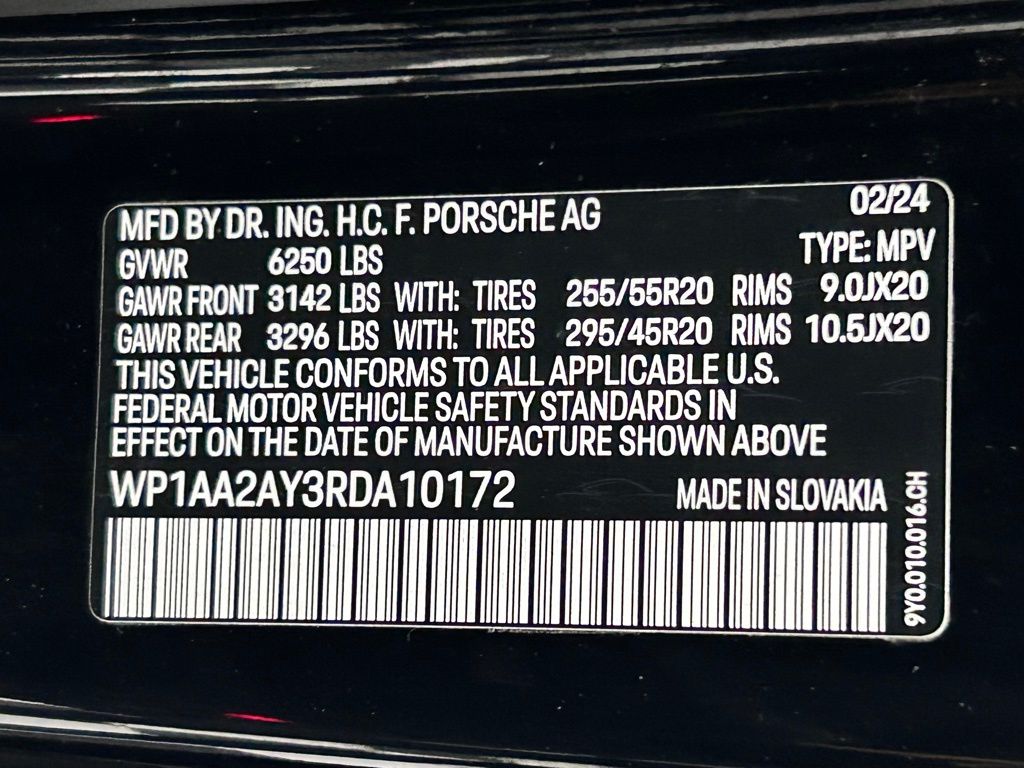 MFD BY DR. ING. H.C. F. PORSCHE AG 02/24
GVWR 6250 LBS TYPE: MPV
GAWR FRONT 3142 LBS WITH: TIRES 255/55R20 RIMS 9.0JX20
GAWR REAR 3296 LBS WITH: TIRES 295/45R20 RIMS 10.5JX20
THIS VEHICLE CONFORMS TO ALL APPLICABLE U.S.
FEDERAL MOTOR VEHICLE SAFETY STANDARDS IN
EFFECT ON THE DATE OF MANUFACTURE SHOWN ABOVE
WP1AA2AY3RDA10172 MADE IN SLOVAKIA
9Y0.010.016.CH